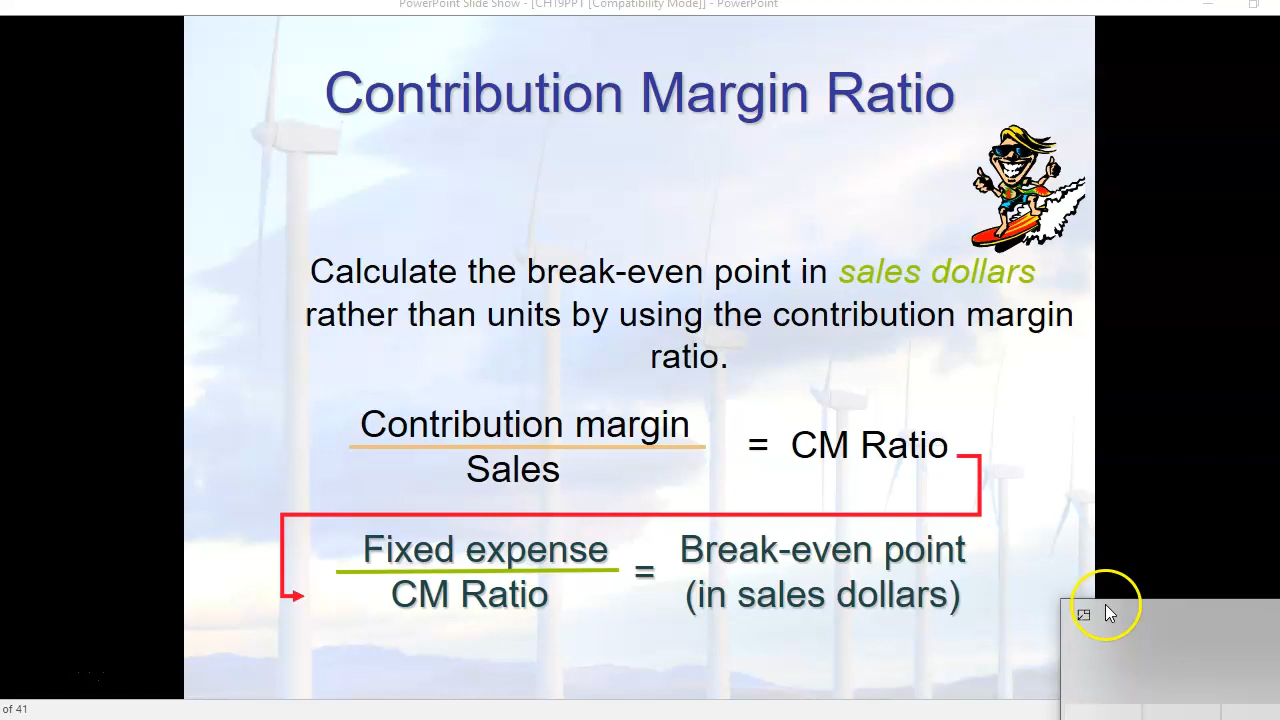 PowerPoint Slide Show - [CH19PPT [Compatibility Mode]] - PowerPoint
Contribution Margin Ratio
Calculate the break-even point in sales dollars
rather than units by using the contribution margin
ratio.
Contribution margin
Sales
= CM Ratio
Fixed expense
CM Ratio
= Break-even point
(in sales dollars)
of 41